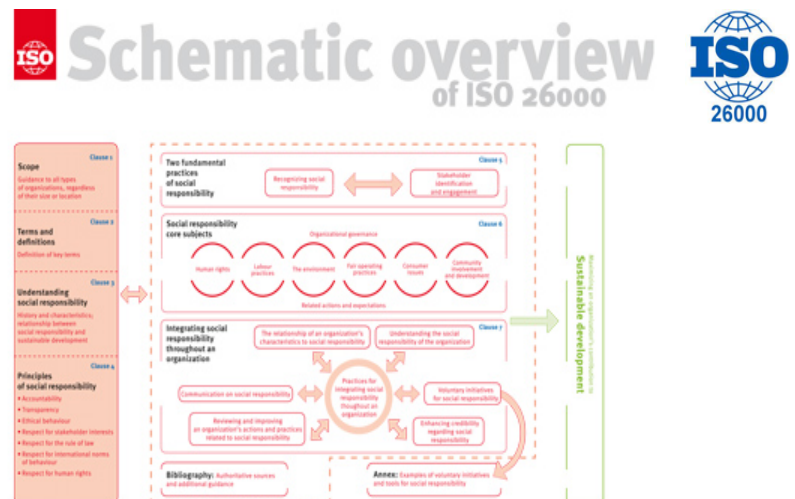 ISO
Schematic overview
of ISO 26000
ISO
26000
Clause 1
Scope
Guidance to all types
of organizations, regardless
of their size or location
Clause 2
Terms and
definitions
Definition of key terms
Clause 3
Understanding
social responsibility
History and characteristics;
relationship between
social responsibility and
sustainable development
Clause 4
Principles
of social responsibility
• Accountability
• Transparency
• Ethical behaviour
• Respect for stakeholder interests
• Respect for the rule of law
• Respect for international norms
of behaviour
• Respect for human rights
Two fundamental
practices
of social
responsibility
Clause 5
Recognizing social
responsibility
Stakeholder
identification
and engagement
Social responsibility
core subjects
Clause 6
Organizational governance
Human rights
Labour
practices
The environment
Fair operating
practices
Consumer
issues
Community
involvement
and development
Related actions and expectations
Integrating social
responsibility
throughout an
organization
Clause 7
The relationship of an organization's
characteristics to social responsibility
Understanding the social
responsibility of the organization
Practices for
integrating social
responsibility
thoughout an
organization
Communication on social responsibility
Voluntary initiatives
for social responsibility
Reviewing and improving
an organization's actions and practices
related to social responsibility
Enhancing credibility
regarding social
responsibility
Bibliography: Authoritative sources
and additional guidance
Annex: Examples of voluntary initiatives
and tools for social responsibility
Maximizing an organization's contribution to
Sustainable development